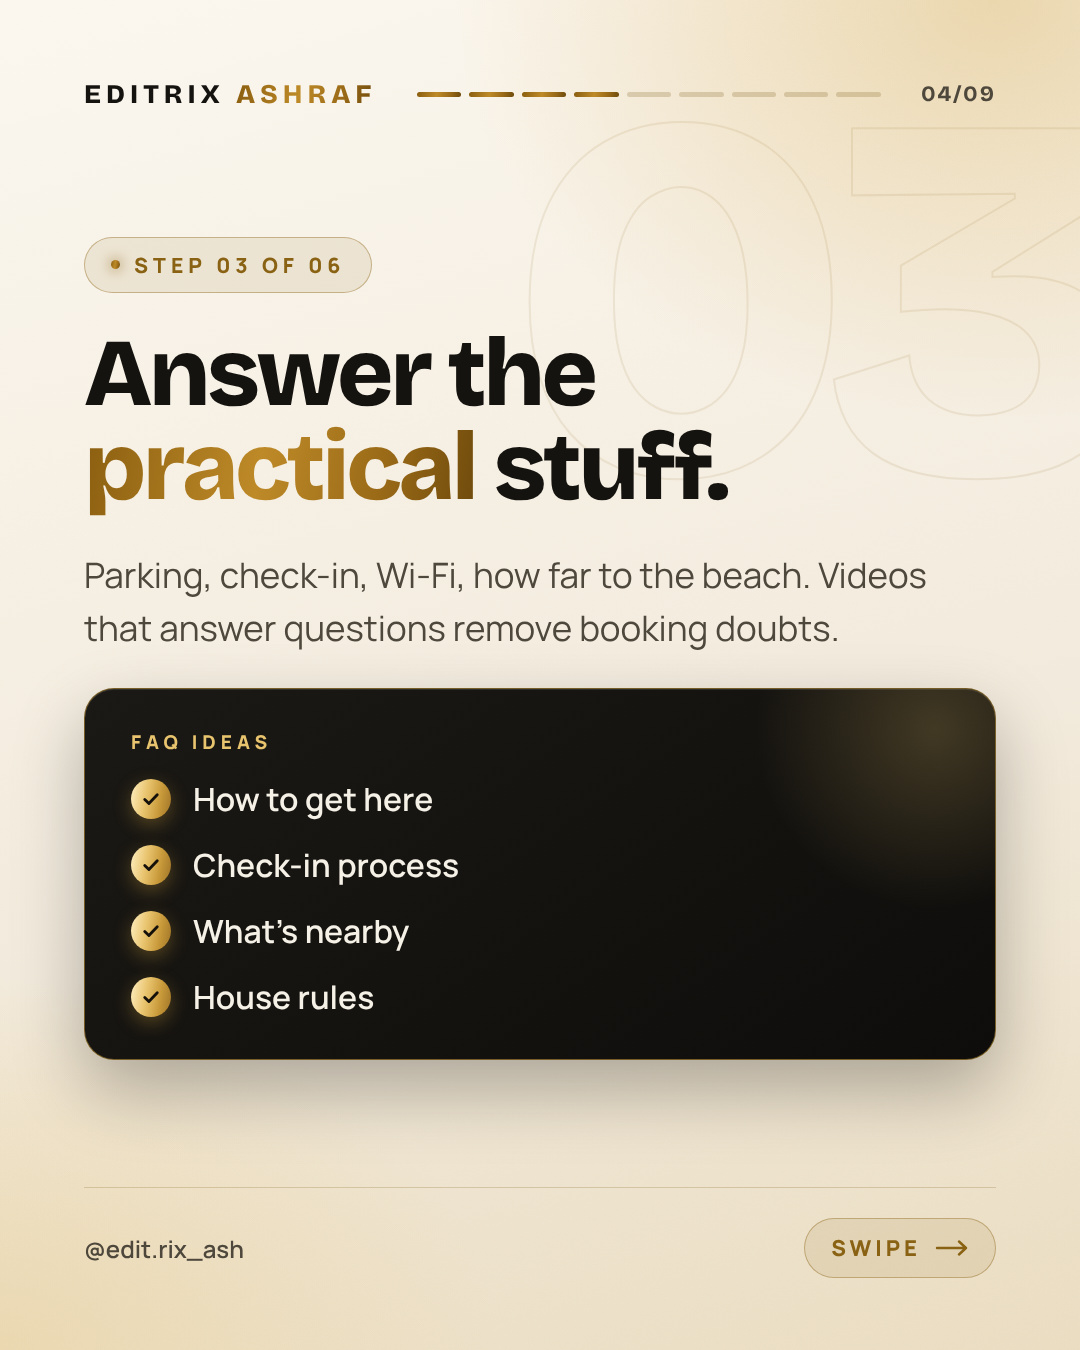 EDITRIX ASHRAF
04/09
03
STEP 03 OF 06
Answer the
practical stuff.
Parking, check-in, Wi-Fi, how far to the beach. Videos
that answer questions remove booking doubts.
FAQ IDEAS
How to get here
Check-in process
What’s nearby
House rules
@edit.rix_ash
SWIPE →